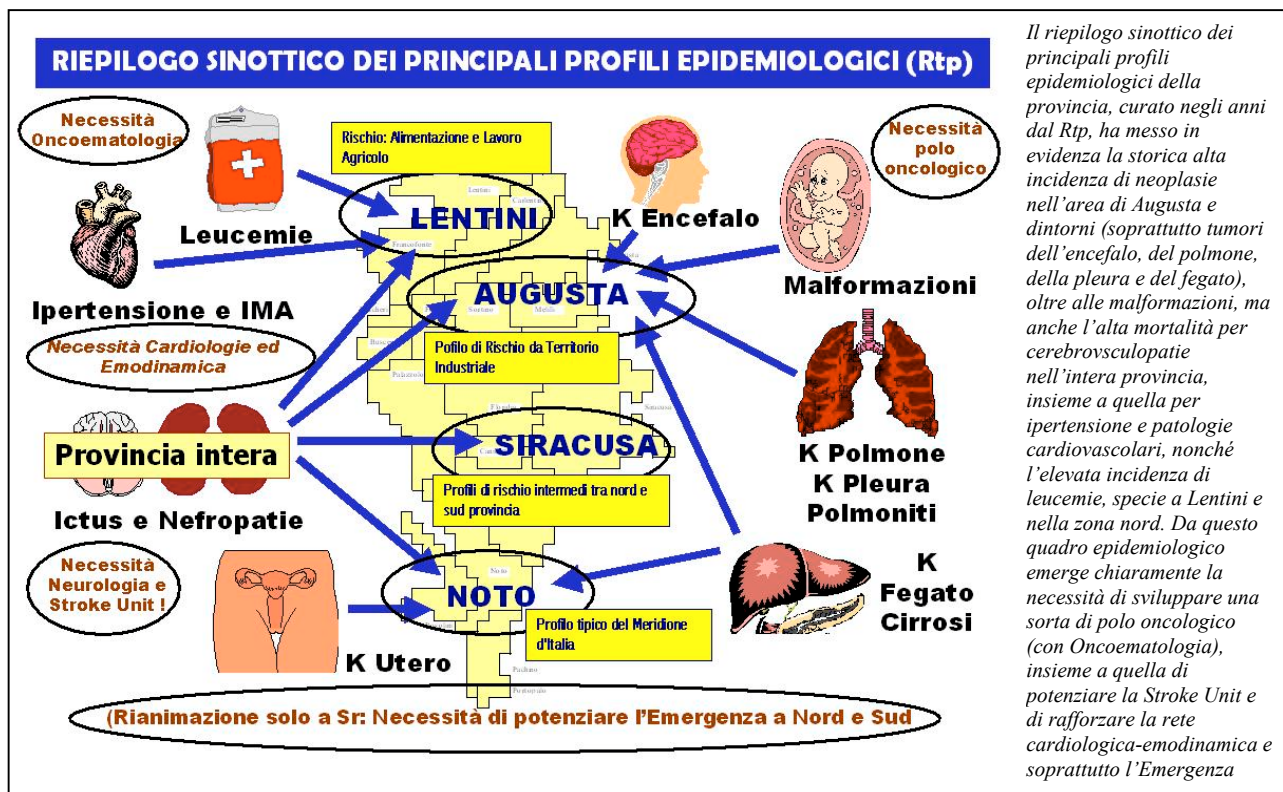 RIEPILOGO SINOTTICO DEI PRINCIPALI PROFILI EPIDEMIOLOGICI (Rtp)
Necessità
Oncoematologia
Rischio: Alimentazione e Lavoro
Agricolo
Necessità
polo
oncologico
Lentini
LENTINI
Francofonte
Leucemie
K Encefalo
Malformazioni
Ipertensione e IMA
AUGUSTA
Sortino
Melilli
Necessità Cardiologie ed
Emodinamica
Pofilo di Rischio da Territorio
Industriale
Provincia intera
SIRACUSA
K Polmone
K Pleura
Polmoniti
Ictus e Nefropatie
Profili di rischio intermedi tra nord e
sud provincia
Necessità
Neurologia e
Stroke Unit !
Noto
NOTO
K
Fegato
Cirrosi
Profilo tipico del Meridione
d'Italia
K Utero
Pachino
(Rianimazione solo a Sr: Necessità di potenziare l'Emergenza a Nord e Sud
Il riepilogo sinottico dei
principali profili
epidemiologici della
provincia, curato negli anni
dal Rtp, ha messo in
evidenza la storica alta
incidenza di neoplasie
nell'area di Augusta e
dintorni (soprattutto tumori
dell'encefalo, del polmone,
della pleura e del fegato),
oltre alle malformazioni, ma
anche l'alta mortalità per
cerebrovsculopatie
nell'intera provincia,
insieme a quella per
ipertensione e patologie
cardiovascolari, nonché
l'elevata incidenza di
leucemie, specie a Lentini e
nella zona nord. Da questo
quadro epidemiologico
emerge chiaramente la
necessità di sviluppare una
sorta di polo oncologico
(con Oncoematologia),
insieme a quella di
potenziare la Stroke Unit e
di rafforzare la rete
cardiologica-emodinamica e
soprattutto l'Emergenza